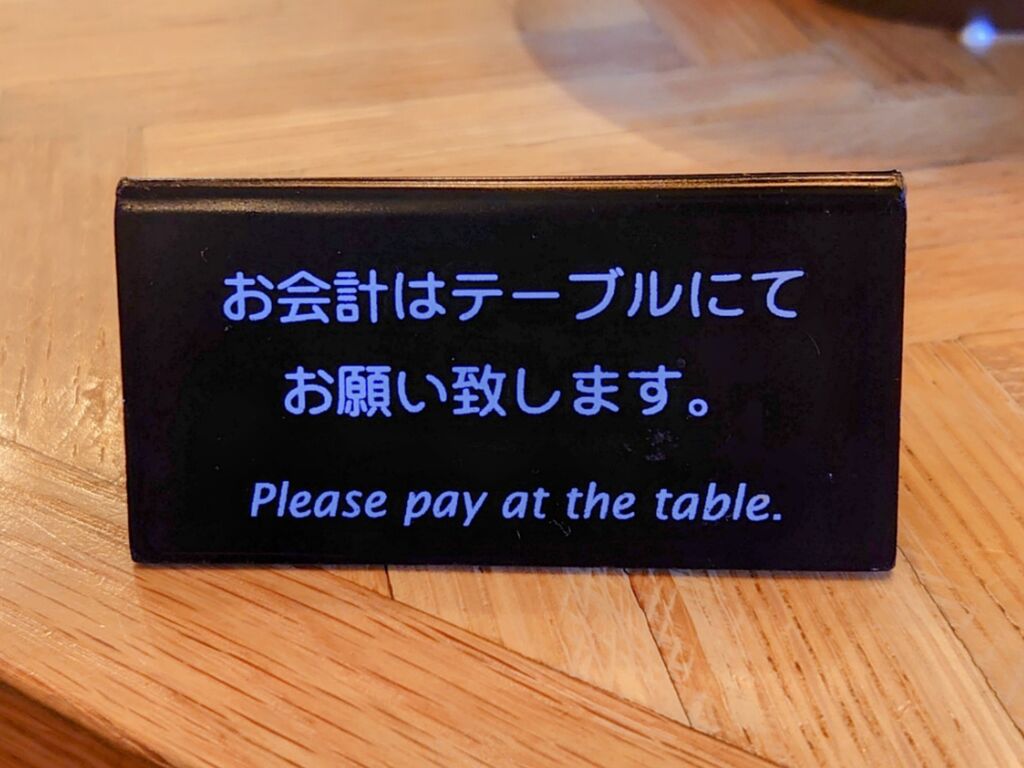 お会計はテーブルにて
お願い致します。
Please pay at the table.